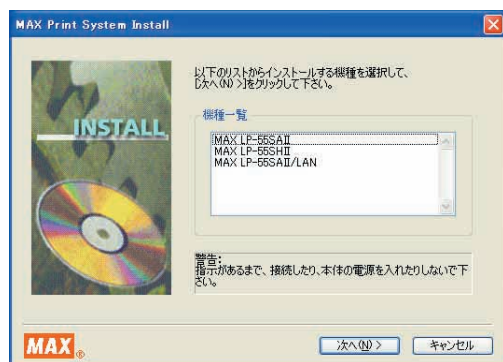 MAX Print System Install
以下のリストからインストールする機種を選択して、
[次へ(N) >]をクリックして下さい。
INSTALL
機種一覧
MAX LP-55SAⅡ
MAX LP-55SHⅡ
MAX LP-55SAⅡ/LAN
警告:
指示があるまで、接続したり、本体の電源を入れたりしないで下
さい。
MAX®
次へ(N) >
キャンセル